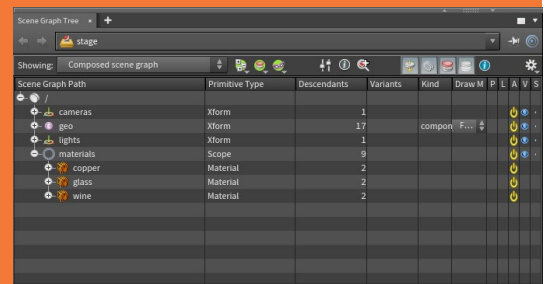 Scene Graph Tree × +
stage
Showing: Composed scene graph
Scene Graph Path Primitive Type Descendants Variants Kind Draw M P L A V S
/
cameras Xform 1
geo Xform 17 compon F...
lights Xform 1
materials Scope 9
copper Material 2
glass Material 2
wine Material 2